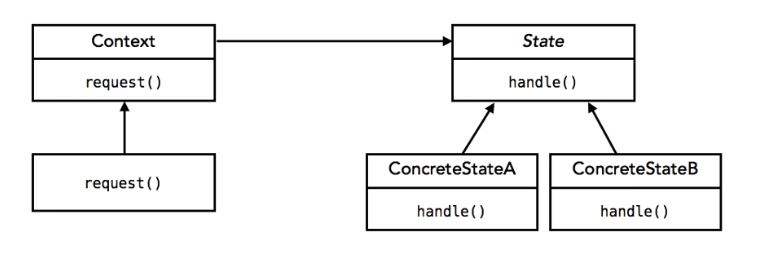 Context
request()
State
handle()
request()
ConcreteStateA
handle()
ConcreteStateB
handle()